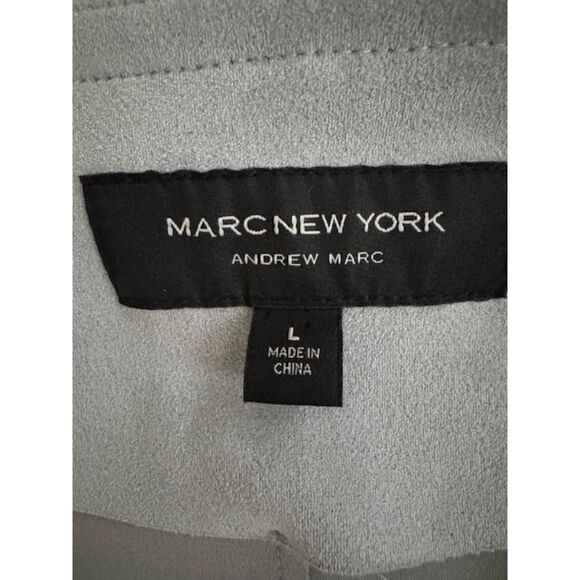 MARC NEW YORK
ANDREW MARC
L
MADE IN
CHINA